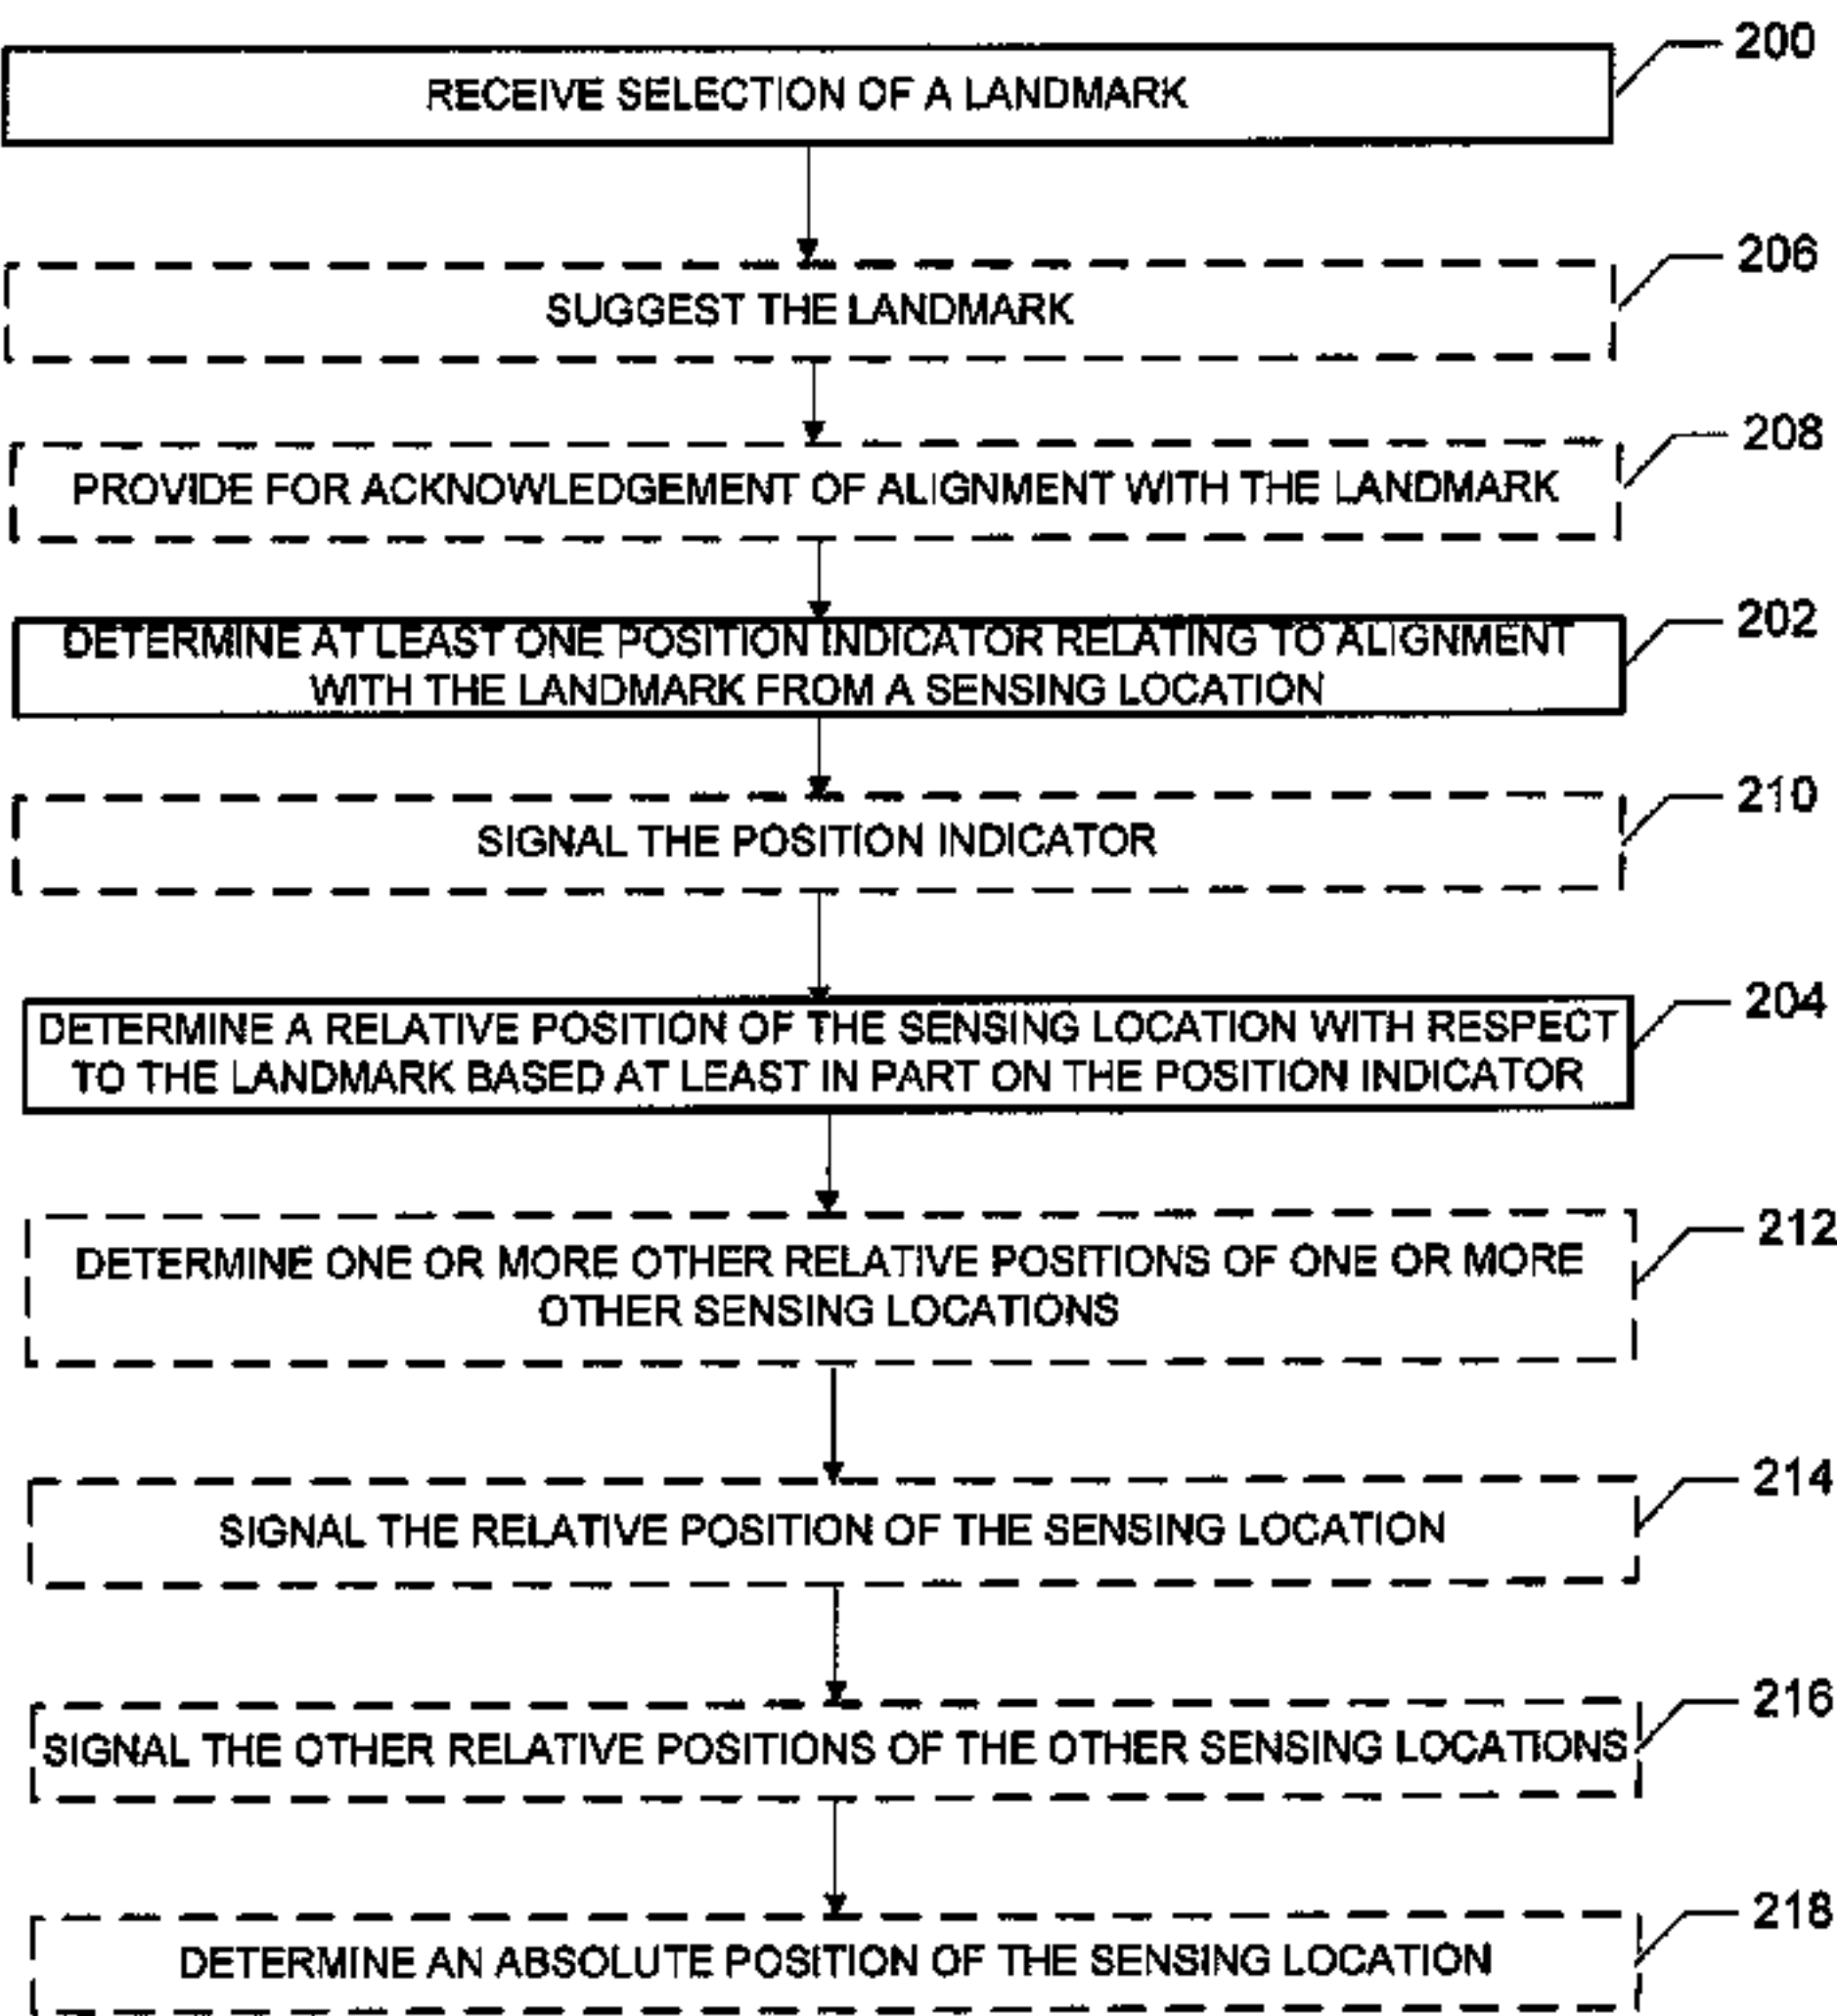 200
RECEIVE SELECTION OF A LANDMARK
206
SUGGEST THE LANDMARK
208
PROVIDE FOR ACKNOWLEDGEMENT OF ALIGNMENT WITH THE LANDMARK
202
DETERMINE AT LEAST ONE POSITION INDICATOR RELATING TO ALIGNMENT
WITH THE LANDMARK FROM A SENSING LOCATION
210
SIGNAL THE POSITION INDICATOR
204
DETERMINE A RELATIVE POSITION OF THE SENSING LOCATION WITH RESPECT
TO THE LANDMARK BASED AT LEAST IN PART ON THE POSITION INDICATOR
212
DETERMINE ONE OR MORE OTHER RELATIVE POSITIONS OF ONE OR MORE
OTHER SENSING LOCATIONS
214
SIGNAL THE RELATIVE POSITION OF THE SENSING LOCATION
216
SIGNAL THE OTHER RELATIVE POSITIONS OF THE OTHER SENSING LOCATIONS
218
DETERMINE AN ABSOLUTE POSITION OF THE SENSING LOCATION